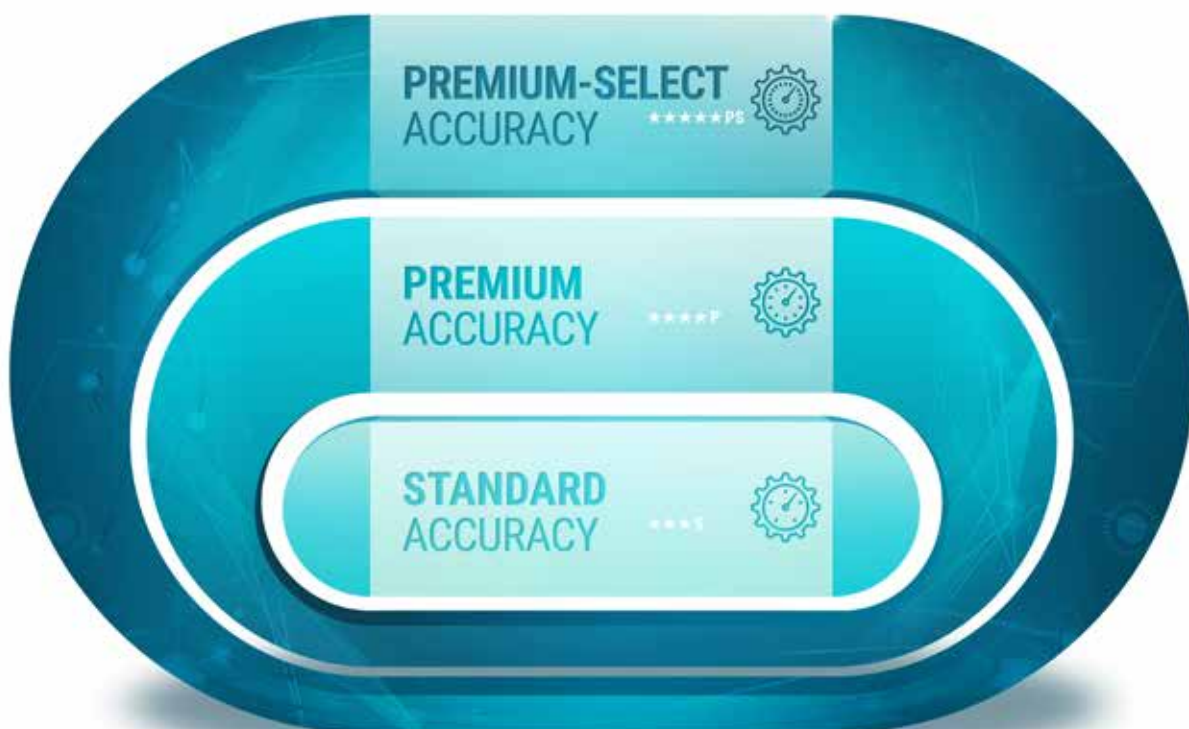 PREMIUM-SELECT
ACCURACY ★★★★★PS
PREMIUM
ACCURACY ★★★★P
STANDARD
ACCURACY ★★★S